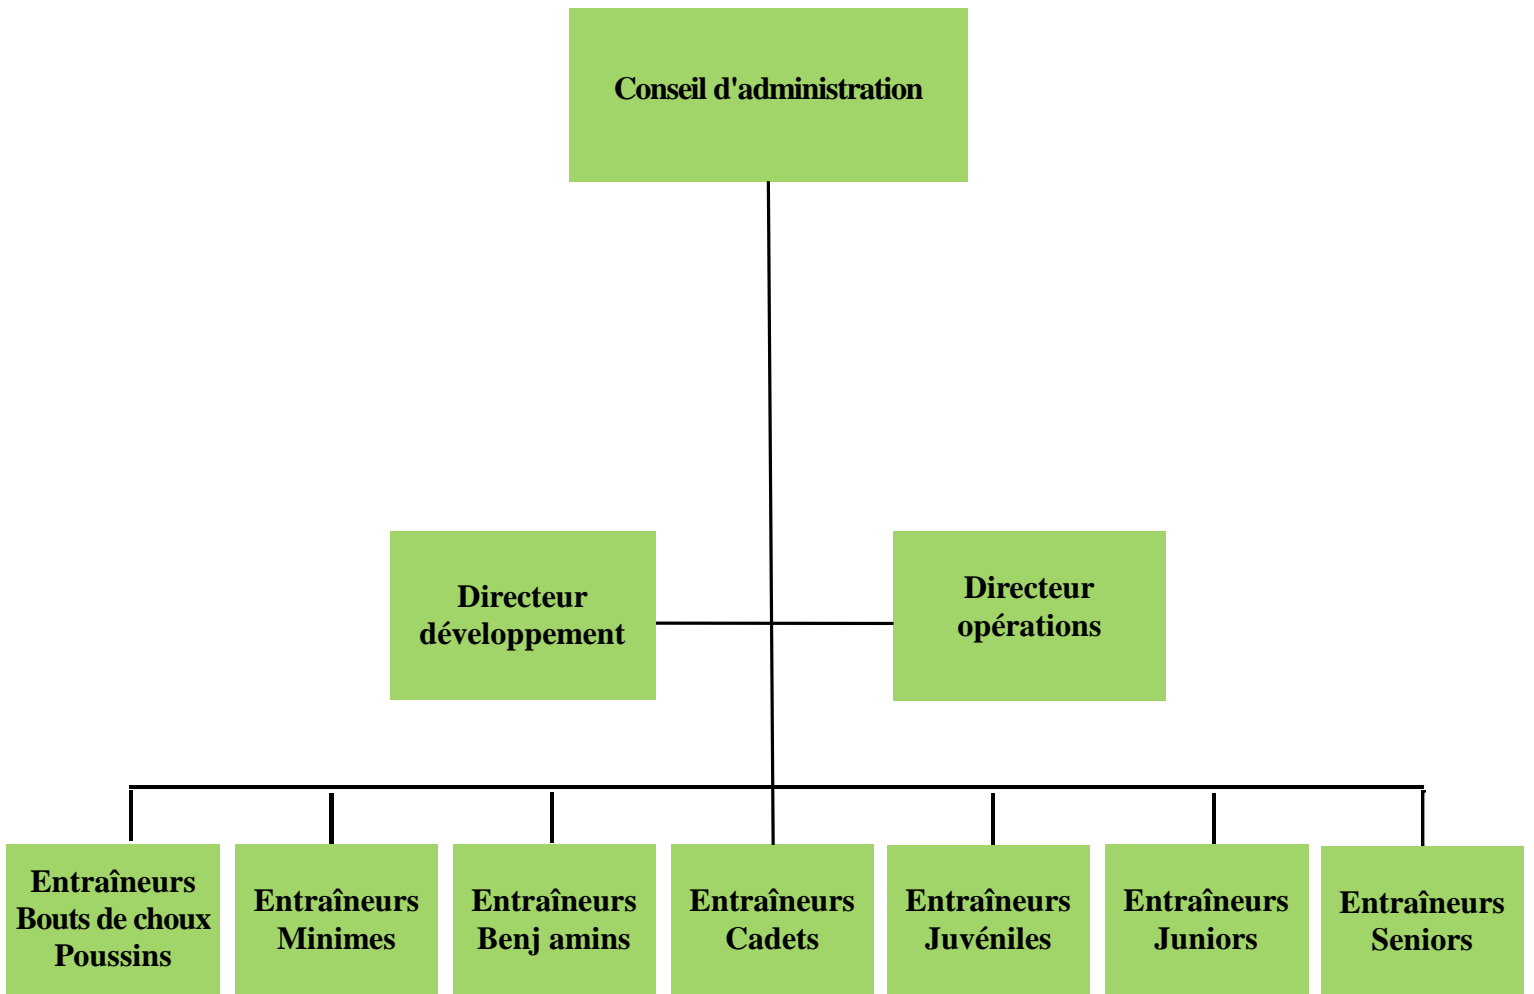 Conseil d'administration
Directeur
développement
Directeur
opérations
Entraîneurs
Bouts de choux
Poussins
Entraîneurs
Minimes
Entraîneurs
Benj amins
Entraîneurs
Cadets
Entraîneurs
Juvéniles
Entraîneurs
Juniors
Entraîneurs
Seniors